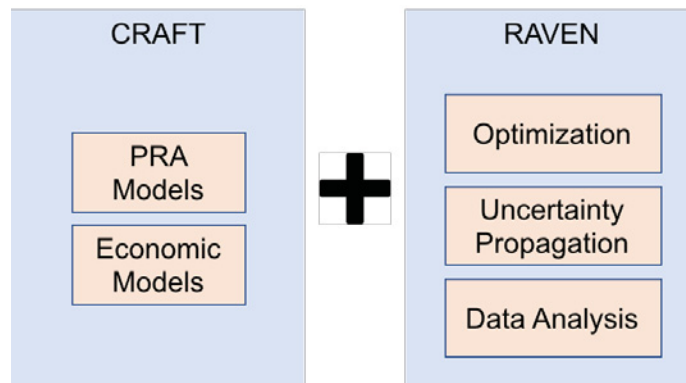 CRAFT
PRA
Models
Economic
Models
RAVEN
Optimization
Uncertainty
Propagation
Data Analysis